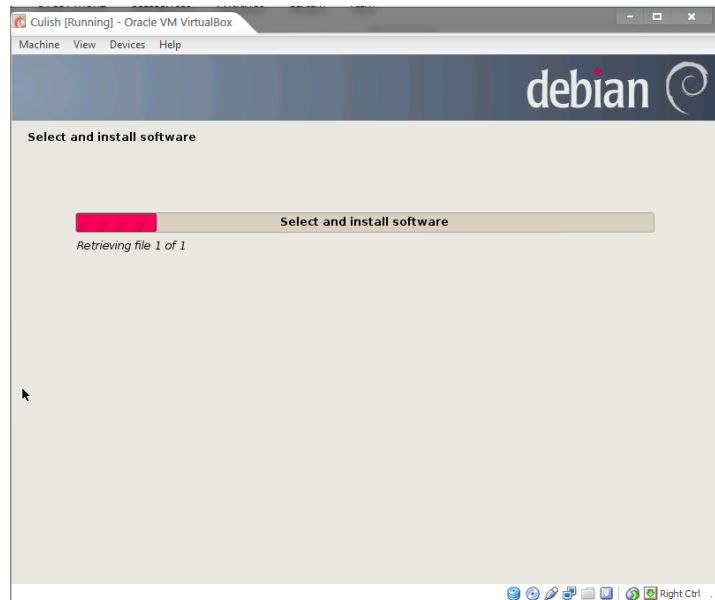 Culish [Running] - Oracle VM VirtualBox
Machine View Devices Help
debian
Select and install software
Select and install software
Retrieving file 1 of 1
Right Ctrl